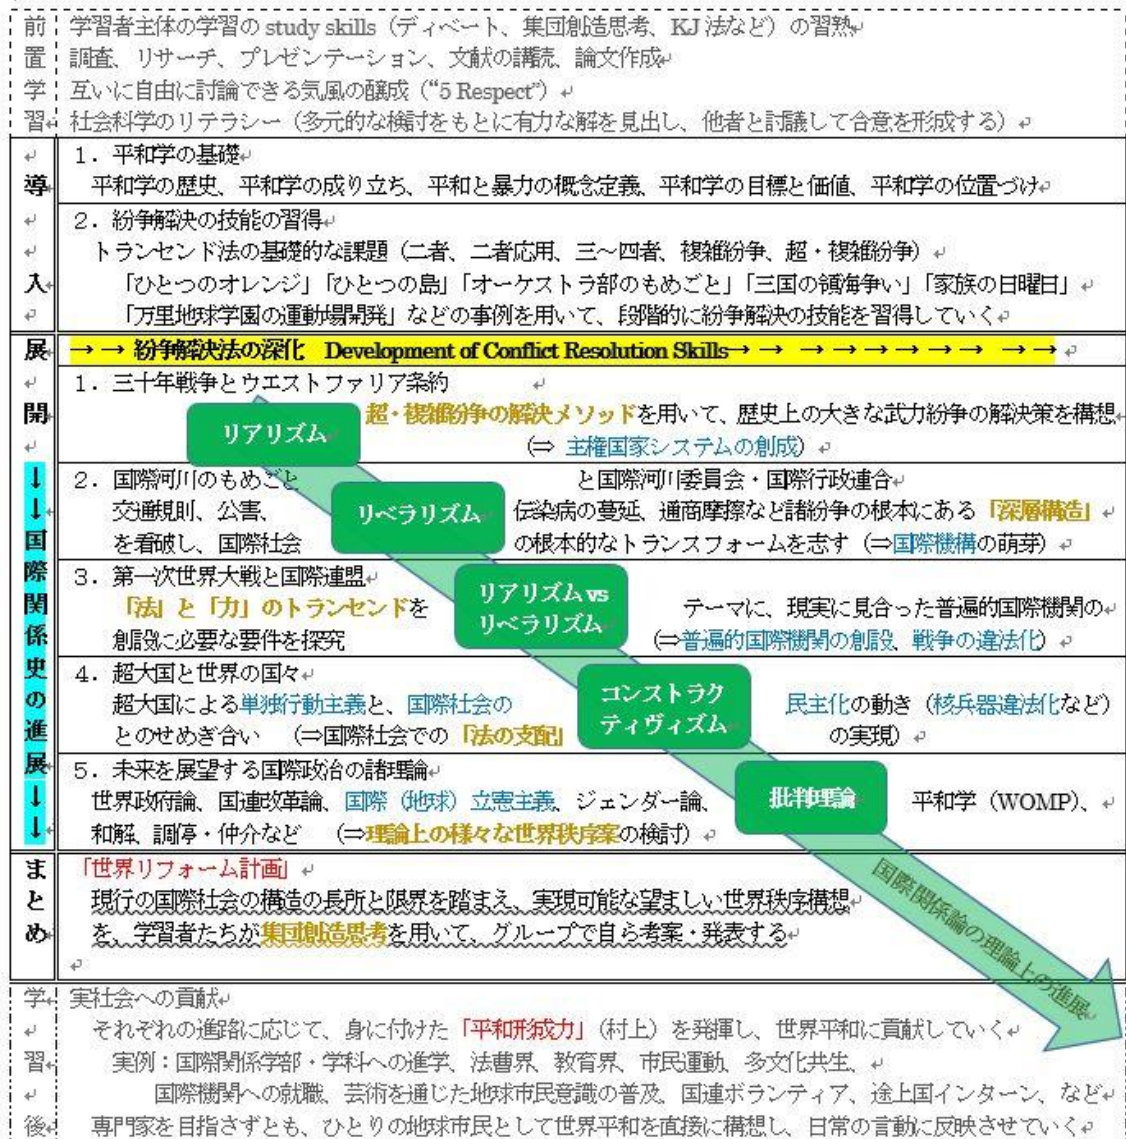 前置学習
学習者主体の学習の study skills（ディベート、集団創造思考、KJ 法など）の習熟
調査、リサーチ、プレゼンテーション、文献の講読、論文作成
互いに自由に討論できる気風の醸成（“5 Respect”）
社会科学のリテラシー（多元的な検討をもとに有力な解を見出し、他者と討議して合意を形成する）
導入
1．平和学の基礎
平和学の歴史、平和学の成り立ち、平和と暴力の概念定義、平和学の目標と価値、平和学の位置づけ
2．紛争解決の技能の習得
トランセンド法の基礎的な課題（二者、二者応用、三～四者、複雑紛争、超・複雑紛争）
「ひとつのオレンジ」「ひとつの島」「オーケストラ部のもめごと」「三国の領海争い」「家族の日曜日」
「万里地球学園の運動場開発」などの事例を用いて、段階的に紛争解決の技能を習得していく
展開
↓↓国際関係史の進展↓↓
→→ 紛争解決法の深化 Development of Conflict Resolution Skills→→ →→→→→→ →→
1．三十年戦争とウエストファリア条約
超・複雑紛争の解決メソッドを用いて、歴史上の大きな武力紛争の解決策を構想
リアリズム
（⇒ 主権国家システムの創成）
2．国際河川のもめごと と国際河川委員会・国際行政連合
交通規則、公害、 伝染病の蔓延、通商摩擦など諸紛争の根本にある「深層構造」
リベラリズム
を看破し、国際社会 の根本的なトランスフォームを志す（⇒国際機構の萌芽）
3．第一次世界大戦と国際連盟
「法」と「力」のトランセンドを テーマに、現実に見合った普遍的国際機関の
リアリズム vs
リベラリズム
創設に必要な要件を探究 （⇒普遍的国際機関の創設、戦争の違法化）
4．超大国と世界の国々
超大国による単独行動主義と、国際社会の 民主化の動き（核兵器違法化など）
コンストラク
ティヴィズム
とのせめぎ合い （⇒国際社会での「法の支配」 の実現）
5．未来を展望する国際政治の諸理論
世界政府論、国連改革論、国際（地球）立憲主義、ジェンダー論、 平和学（WOMP）、
批判理論
和解、調停・仲介など （⇒理論上の様々な世界秩序案の検討）
まとめ
「世界リフォーム計画」
現行の国際社会の構造の長所と限界を踏まえ、実現可能な望ましい世界秩序構想
を、学習者たちが集団創造思考を用いて、グループで自ら考案・発表する
国際関係論の理論上の進展
学習後
実社会への貢献
それぞれの進路に応じて、身に付けた「平和形成力」（村上）を発揮し、世界平和に貢献していく
実例：国際関係学部・学科への進学、法曹界、教育界、市民運動、多文化共生、
国際機関への就職、芸術を通じた地球市民意識の普及、国連ボランティア、途上国インターン、など
専門家を目指さずとも、ひとりの地球市民として世界平和を直接に構想し、日常の言動に反映させていく